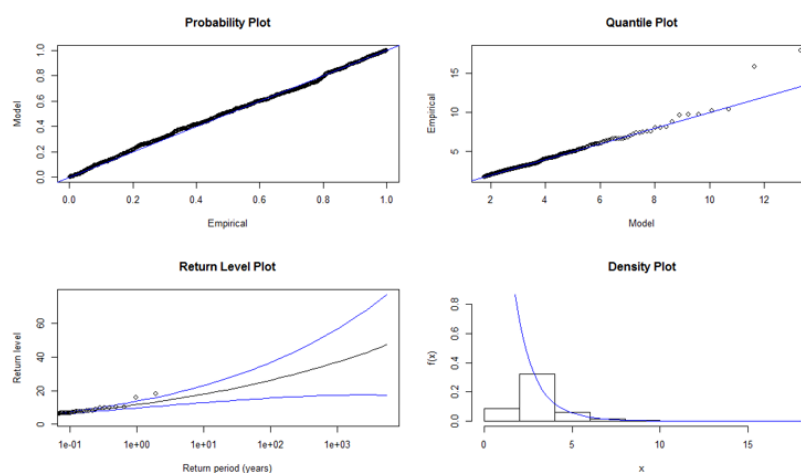 Probability Plot
Model
0.0 0.2 0.4 0.6 0.8 1.0
0.0 0.2 0.4 0.6 0.8 1.0
Empirical
Quantile Plot
Empirical
5 10 15
2 4 6 8 10 12
Model
Return Level Plot
Return level
0 20 40 60
1e-01 1e+00 1e+01 1e+02 1e+03
Return period (years)
Density Plot
f(x)
0.0 0.2 0.4 0.6 0.8
0 5 10 15
x